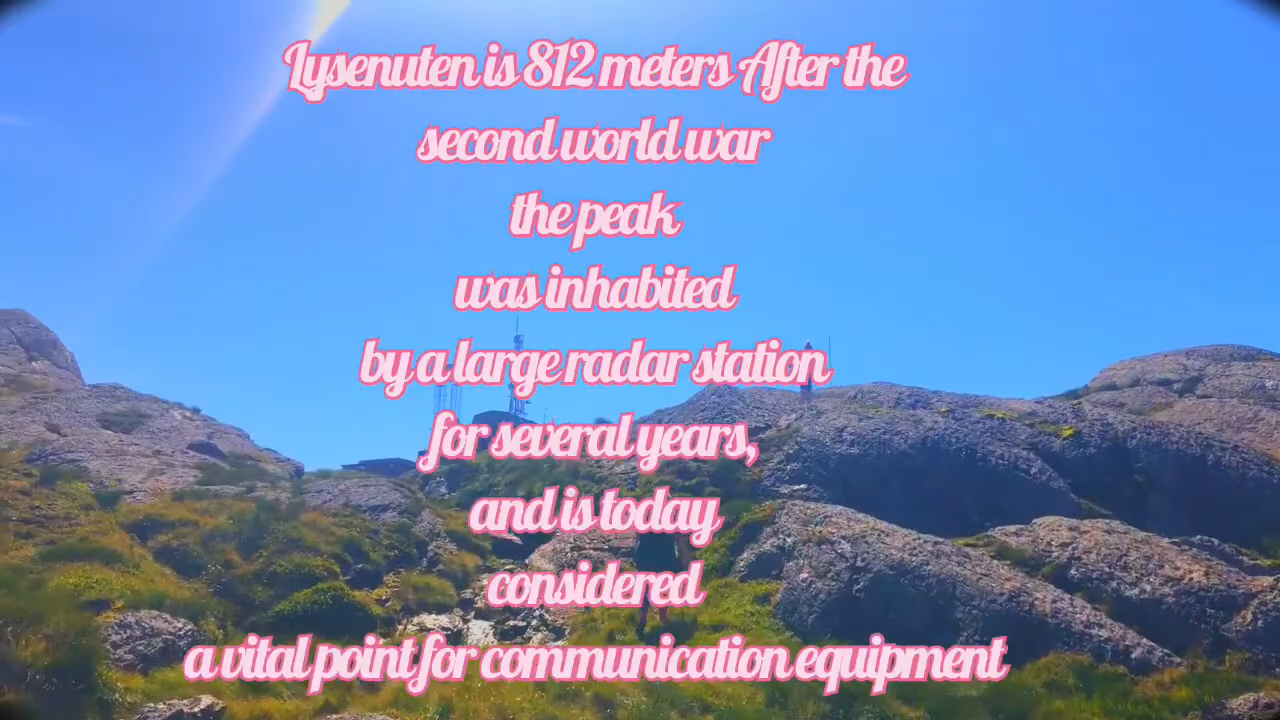 Lysenuten is 812 meters After the
second world war
the peak
was inhabited
by a large radar station
for several years,
and is today
considered
a vital point for communication equipment